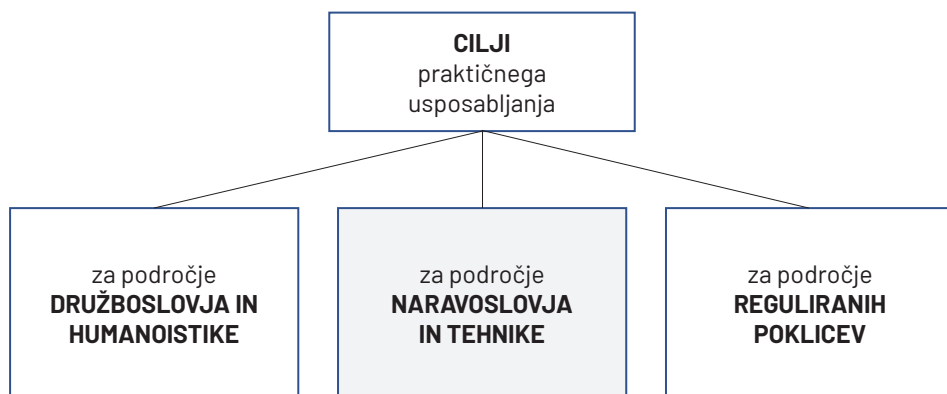 CILJI
praktičnega
usposabljanja
za področje
DRUŽBOSLOVJA IN
HUMANOISTIKE
za področje
NARAVOSLOVJA
IN TEHNIKE
za področje
REGULIRANIH
POKLICEV